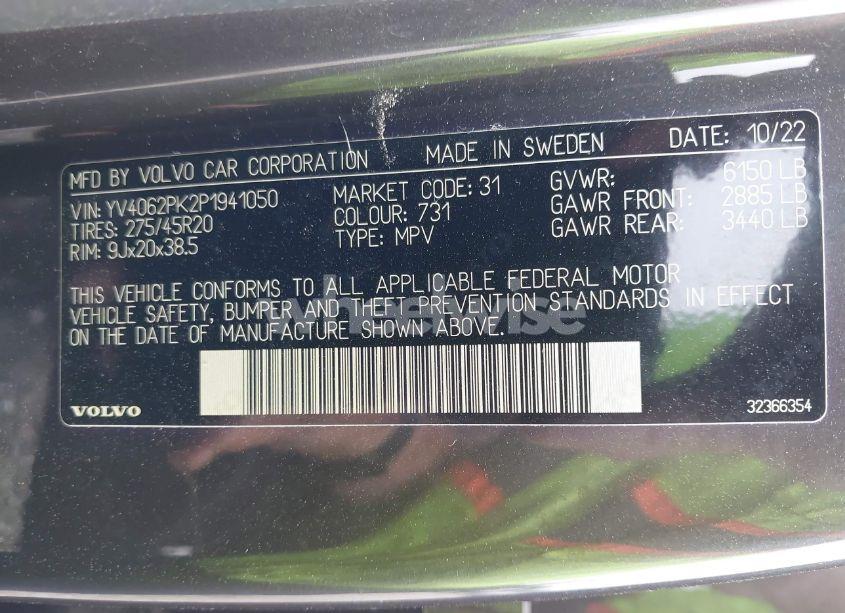 MFD BY VOLVO CAR CORPORATION MADE IN SWEDEN DATE: 10/22
VIN: YV4062PK2P1941050 MARKET CODE: 31 GVWR: 6150 LB
TIRES: 275/45R20 COLOUR: 731 GAWR FRONT: 2885 LB
RIM: 9Jx20x38.5 TYPE: MPV GAWR REAR: 3440 LB
THIS VEHICLE CONFORMS TO ALL APPLICABLE FEDERAL MOTOR
VEHICLE SAFETY, BUMPER AND THEFT PREVENTION STANDARDS IN EFFECT
ON THE DATE OF MANUFACTURE SHOWN ABOVE.
wheelwise
VOLVO 32366354